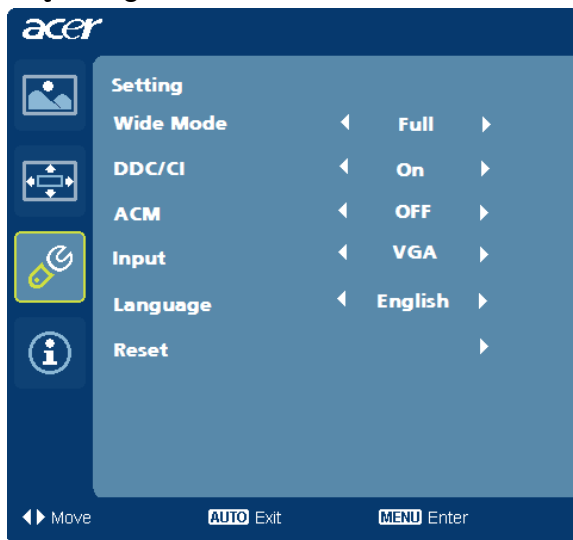 acer
Setting
Wide Mode Full
DDC/CI On
ACM OFF
Input VGA
Language English
Reset
Move AUTO Exit MENU Enter